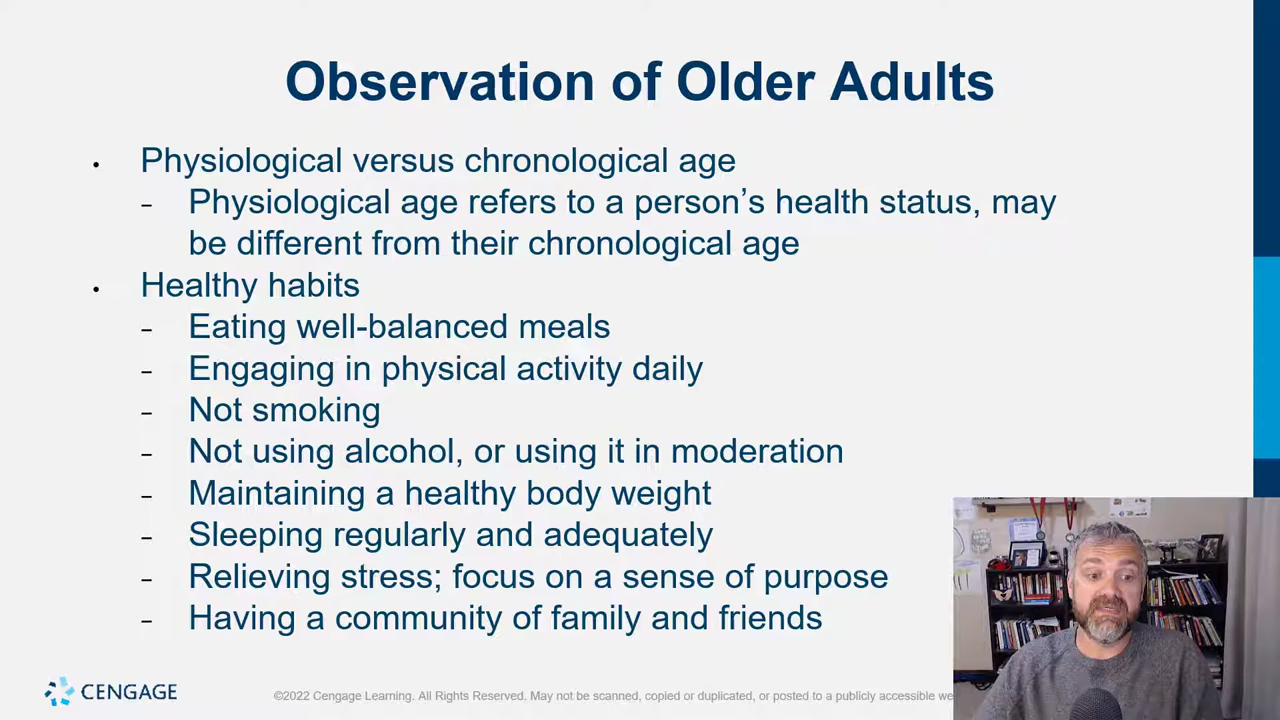 Observation of Older Adults
• Physiological versus chronological age
– Physiological age refers to a person’s health status, may
be different from their chronological age
• Healthy habits
– Eating well-balanced meals
– Engaging in physical activity daily
– Not smoking
– Not using alcohol, or using it in moderation
– Maintaining a healthy body weight
– Sleeping regularly and adequately
– Relieving stress; focus on a sense of purpose
– Having a community of family and friends
CENGAGE
©2022 Cengage Learning. All Rights Reserved. May not be scanned, copied or duplicated, or posted to a publicly accessible